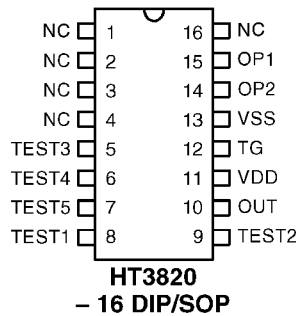 NC 1 16 NC
NC 2 15 OP1
NC 3 14 OP2
NC 4 13 VSS
TEST3 5 12 TG
TEST4 6 11 VDD
TEST5 7 10 OUT
TEST1 8 9 TEST2
HT3820
– 16 DIP/SOP